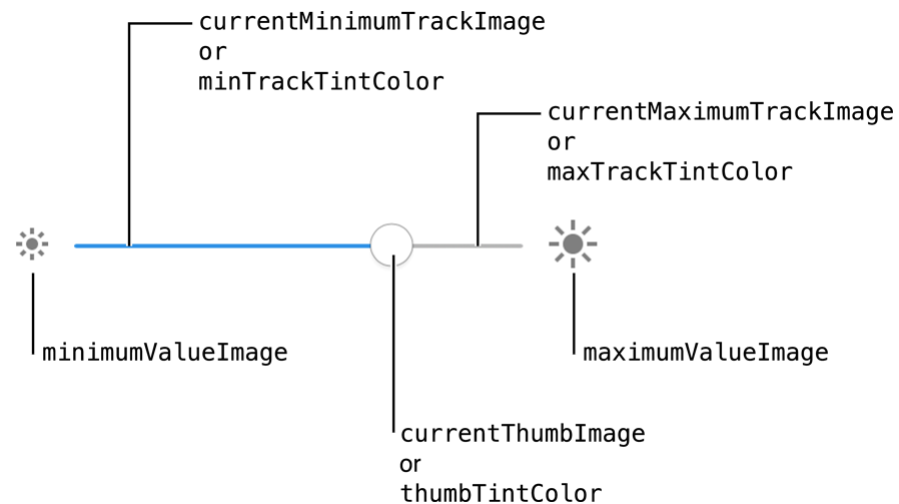 currentMinimumTrackImage
or
minTrackTintColor
currentMaximumTrackImage
or
maxTrackTintColor
minimumValueImage
maximumValueImage
currentThumbImage
or
thumbTintColor